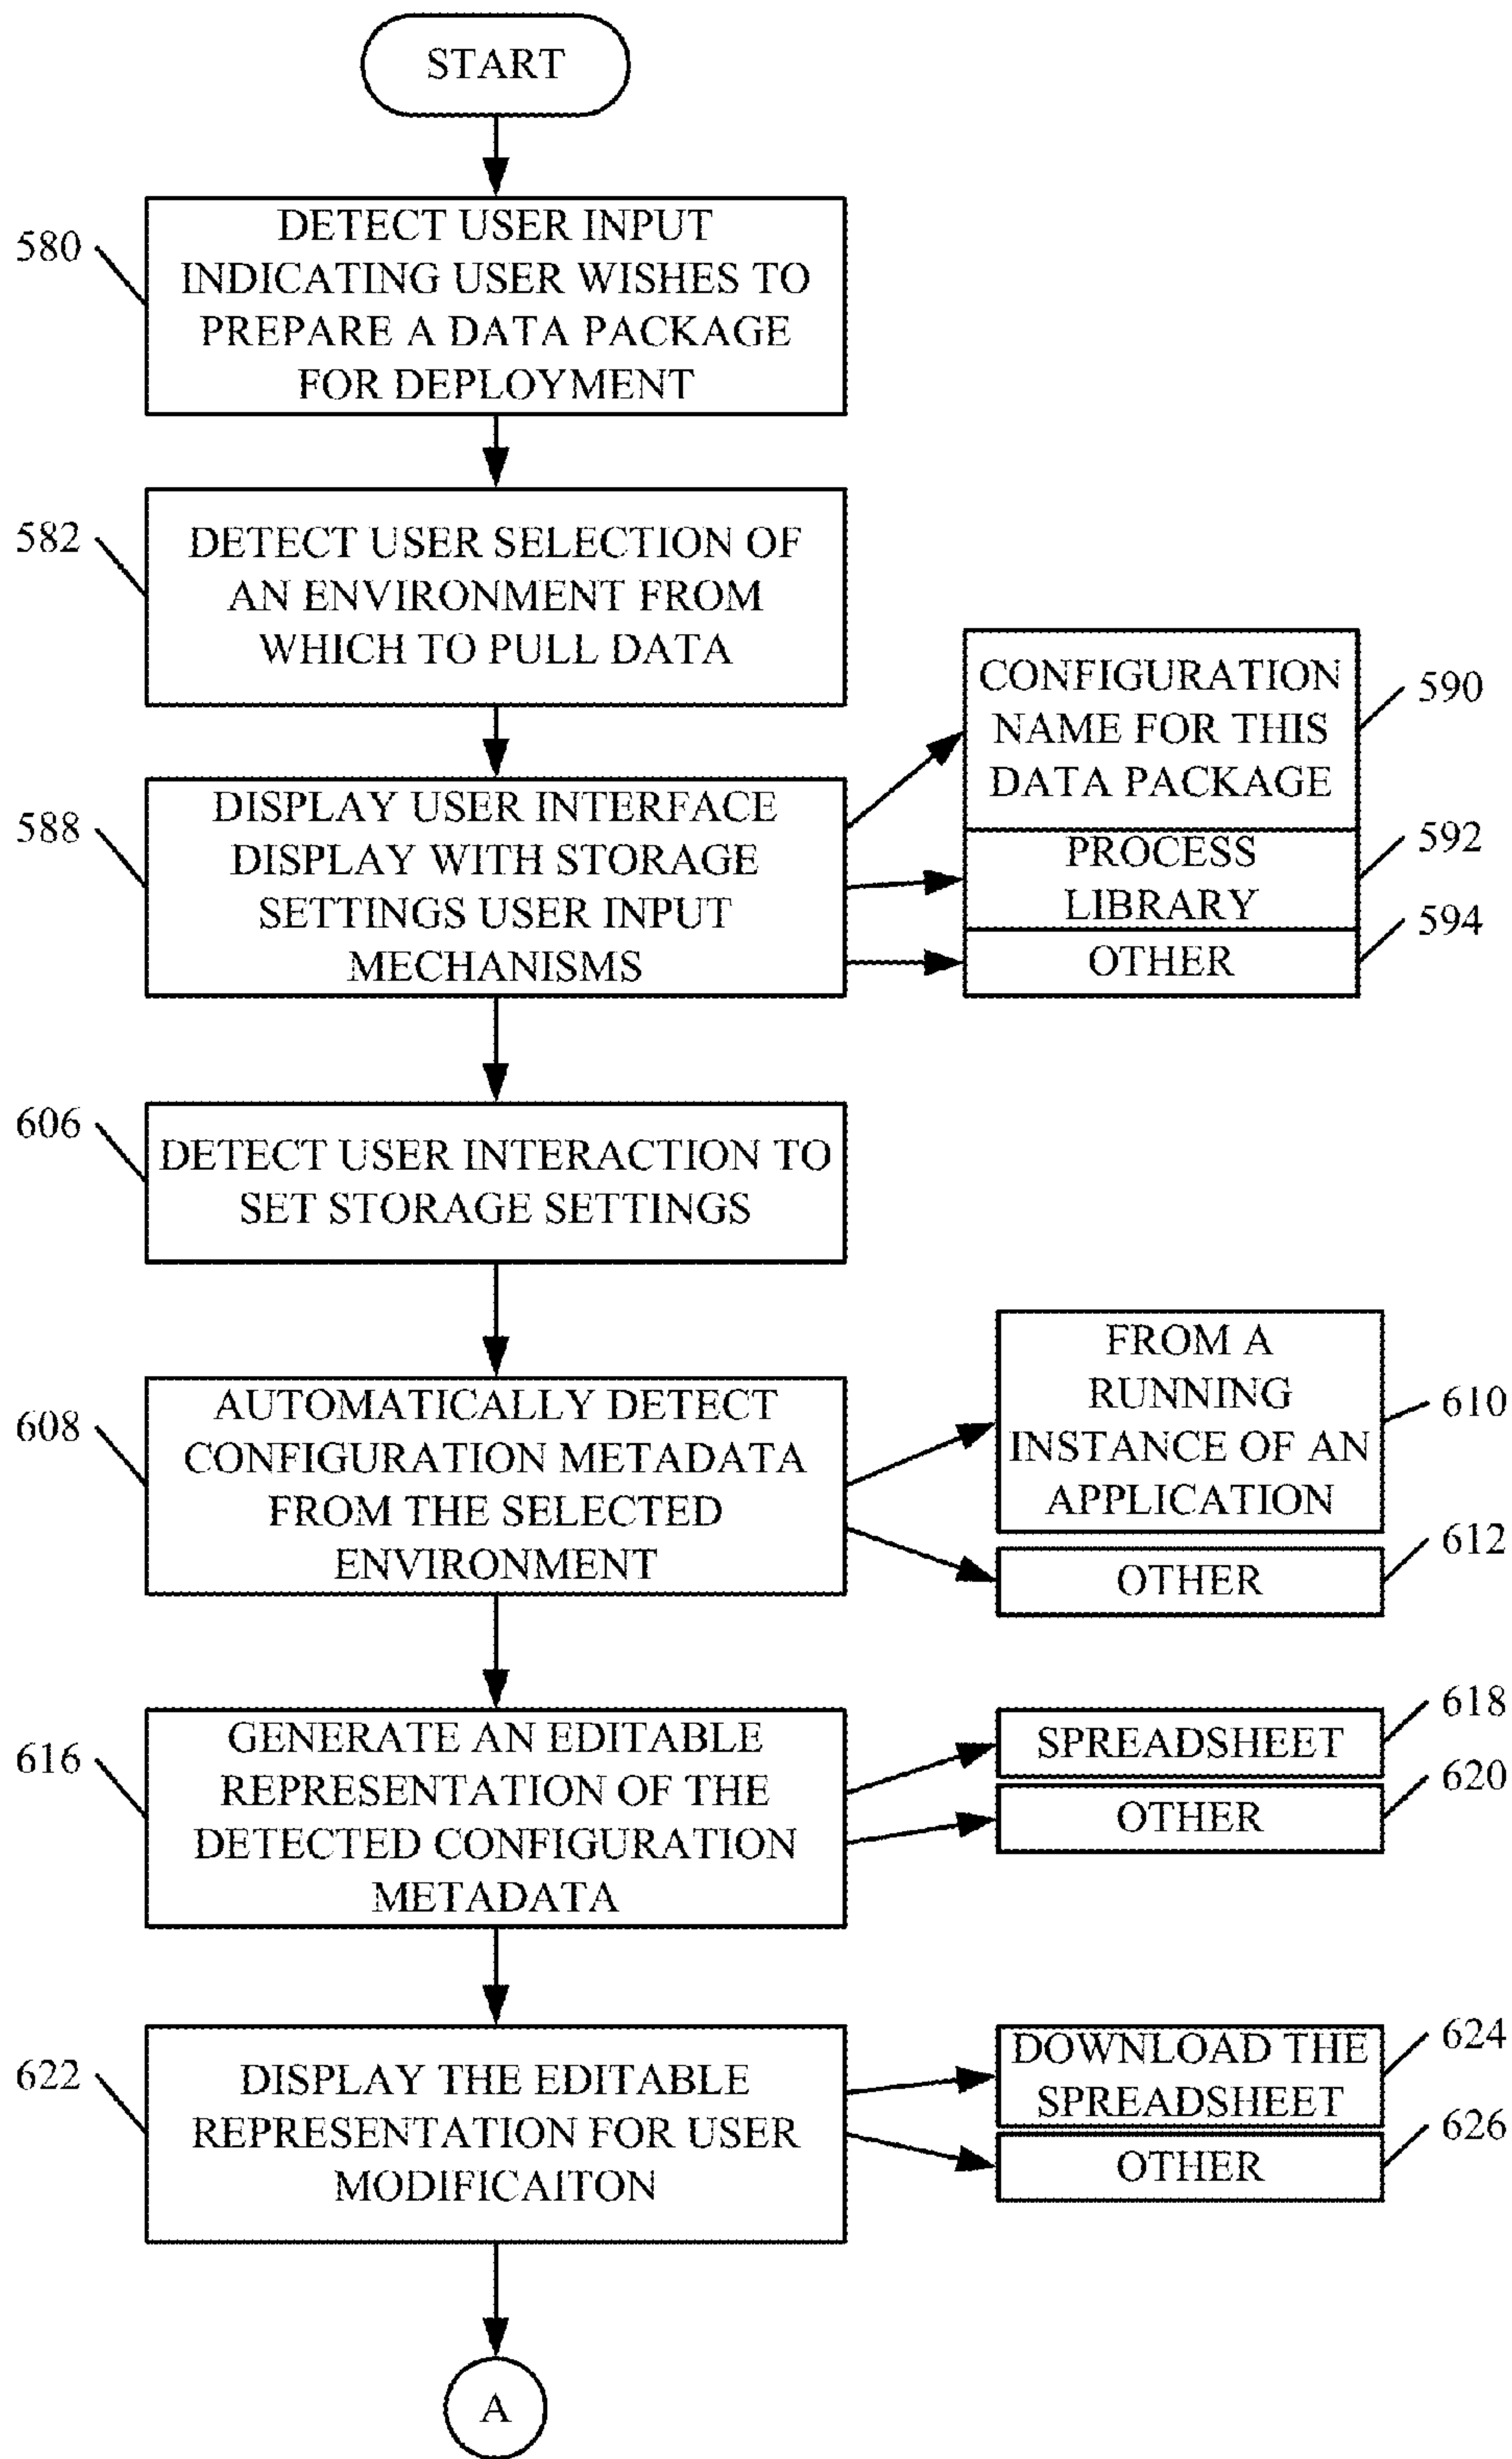 START
580
DETECT USER INPUT
INDICATING USER WISHES TO
PREPARE A DATA PACKAGE
FOR DEPLOYMENT
582
DETECT USER SELECTION OF
AN ENVIRONMENT FROM
WHICH TO PULL DATA
588
DISPLAY USER INTERFACE
DISPLAY WITH STORAGE
SETTINGS USER INPUT
MECHANISMS
CONFIGURATION
NAME FOR THIS
DATA PACKAGE
590
PROCESS
LIBRARY
592
OTHER
594
606
DETECT USER INTERACTION TO
SET STORAGE SETTINGS
608
AUTOMATICALLY DETECT
CONFIGURATION METADATA
FROM THE SELECTED
ENVIRONMENT
FROM A
RUNNING
INSTANCE OF AN
APPLICATION
610
OTHER
612
616
GENERATE AN EDITABLE
REPRESENTATION OF THE
DETECTED CONFIGURATION
METADATA
SPREADSHEET
618
OTHER
620
622
DISPLAY THE EDITABLE
REPRESENTATION FOR USER
MODIFICAITON
DOWNLOAD THE
SPREADSHEET
624
OTHER
626
A